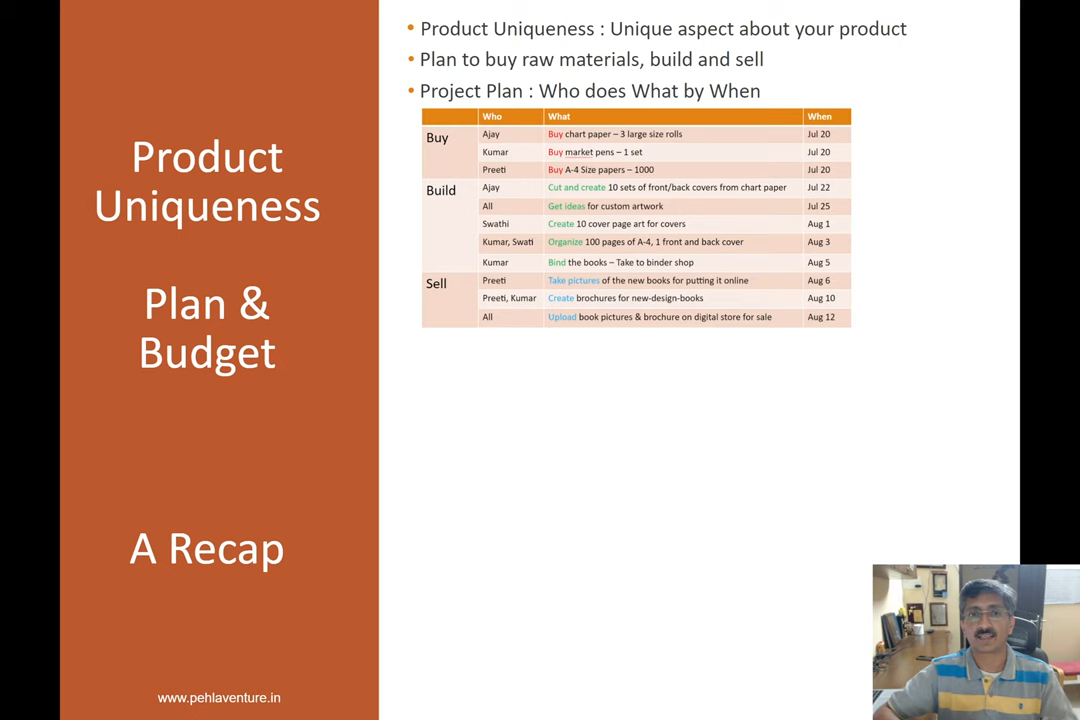 Product
Uniqueness
Plan &
Budget
A Recap
www.pehlaventure.in
• Product Uniqueness : Unique aspect about your product
• Plan to buy raw materials, build and sell
• Project Plan : Who does What by When
Who What When
Buy Ajay Buy chart paper – 3 large size rolls Jul 20
Kumar Buy market pens – 1 set Jul 20
Preeti Buy A-4 Size papers – 1000 Jul 20
Build Ajay Cut and create 10 sets of front/back covers from chart paper Jul 22
All Get ideas for custom artwork Jul 25
Swathi Create 10 cover page art for covers Aug 1
Kumar, Swati Organize 100 pages of A-4, 1 front and back cover Aug 3
Kumar Bind the books – Take to binder shop Aug 5
Sell Preeti Take pictures of the new books for putting it online Aug 6
Preeti, Kumar Create brochures for new-design-books Aug 10
All Upload book pictures & brochure on digital store for sale Aug 12